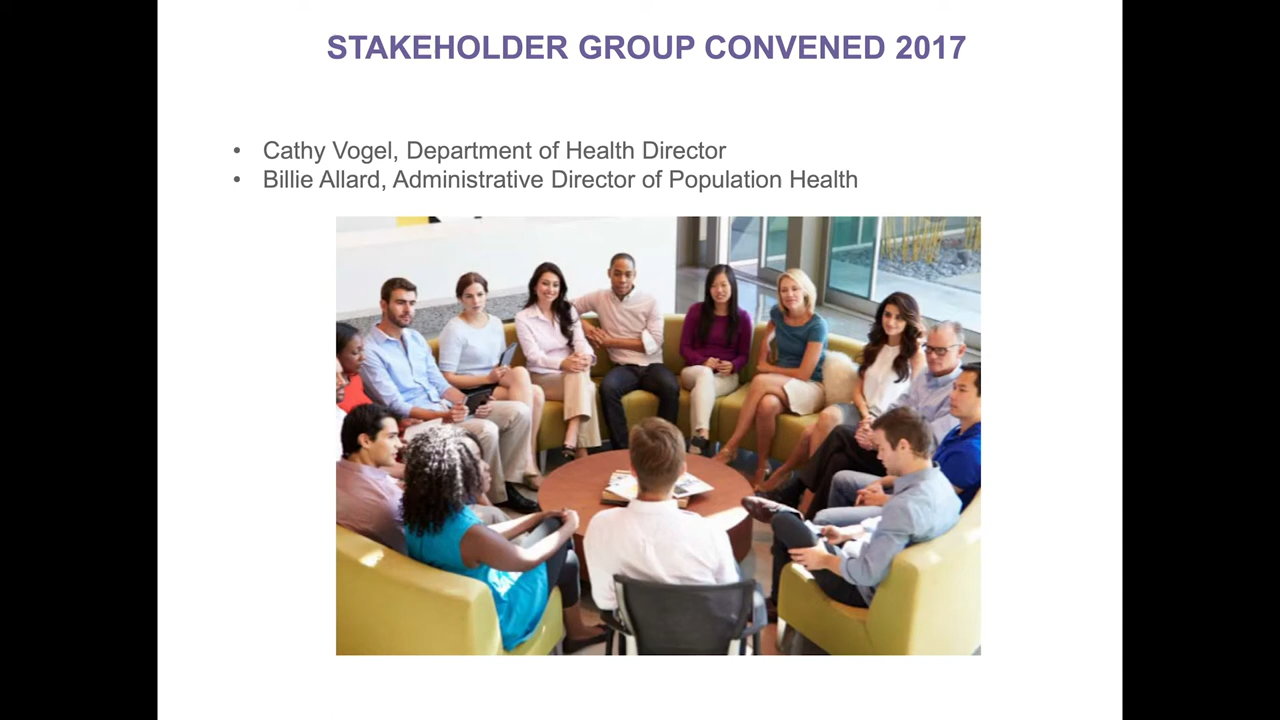 STAKEHOLDER GROUP CONVENED 2017
• Cathy Vogel, Department of Health Director
• Billie Allard, Administrative Director of Population Health